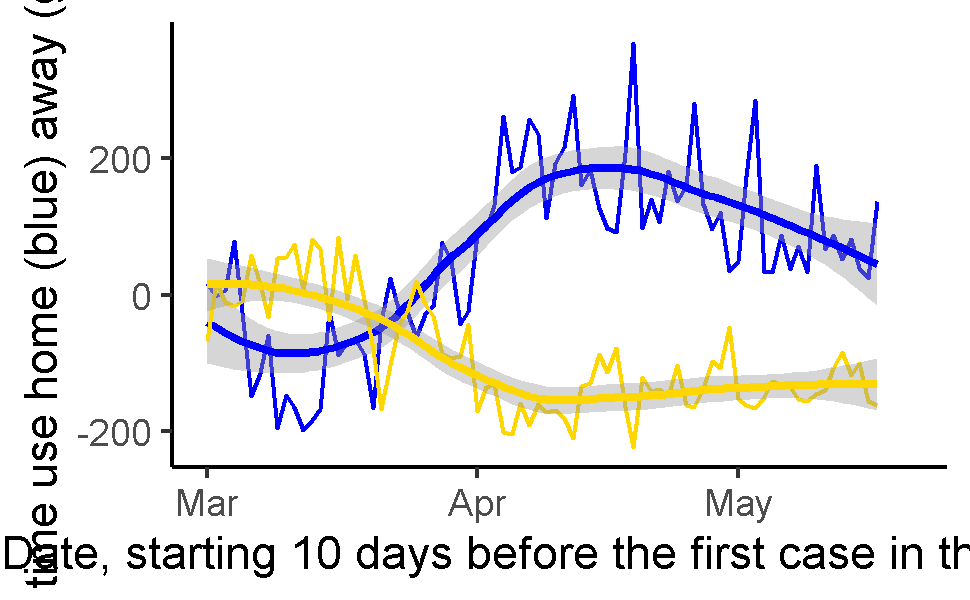 time use home (blue) away (
200
0
-200
Mar Apr May
Date, starting 10 days before the first case in th